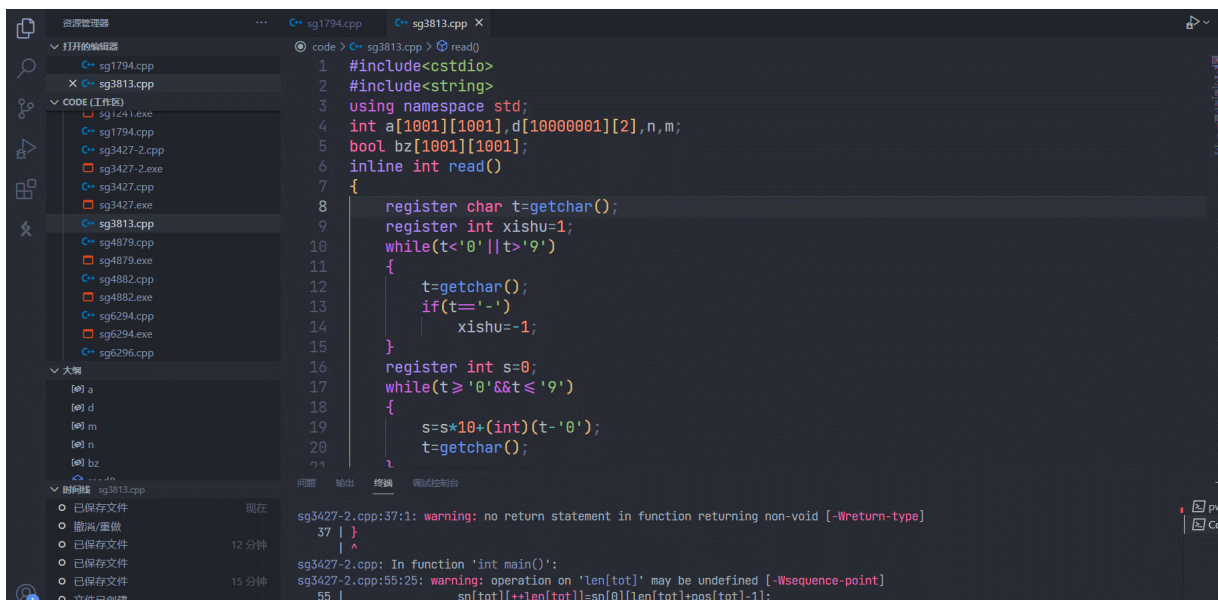 资源管理器 ···
打开的编辑器
sg1794.cpp
sg3813.cpp
CODE (工作区)
sg1241.exe
sg1794.cpp
sg3427-2.cpp
sg3427-2.exe
sg3427.cpp
sg3427.exe
sg3813.cpp
sg4879.cpp
sg4879.exe
sg4882.cpp
sg4882.exe
sg6294.cpp
sg6294.exe
sg6296.cpp
大纲
a
d
m
n
bz
read()
时间线 sg3813.cpp
已保存文件 现在
撤消/重做
已保存文件 12 分钟
已保存文件
已保存文件 15 分钟
文件已创建
sg1794.cpp sg3813.cpp
code > sg3813.cpp > read()
1 #include<cstdio>
2 #include<string>
3 using namespace std;
4 int a[1001][1001],d[10000001][2],n,m;
5 bool bz[1001][1001];
6 inline int read()
7 {
8 register char t=getchar();
9 register int xishu=1;
10 while(t<'0'||t>'9')
11 {
12 t=getchar();
13 if(t=='-')
14 xishu=-1;
15 }
16 register int s=0;
17 while(t>='0'&&t<='9')
18 {
19 s=s*10+(int)(t-'0');
20 t=getchar();
21 }
问题 输出 终端 调试控制台
sg3427-2.cpp:37:1: warning: no return statement in function returning non-void [-Wreturn-type]
37 | }
| ^
sg3427-2.cpp: In function 'int main()':
sg3427-2.cpp:55:25: warning: operation on 'len[tot]' may be undefined [-Wsequence-point]
55 | sn[tot][++len[tot]]=sn[0][len[tot]+pos[tot]-1];